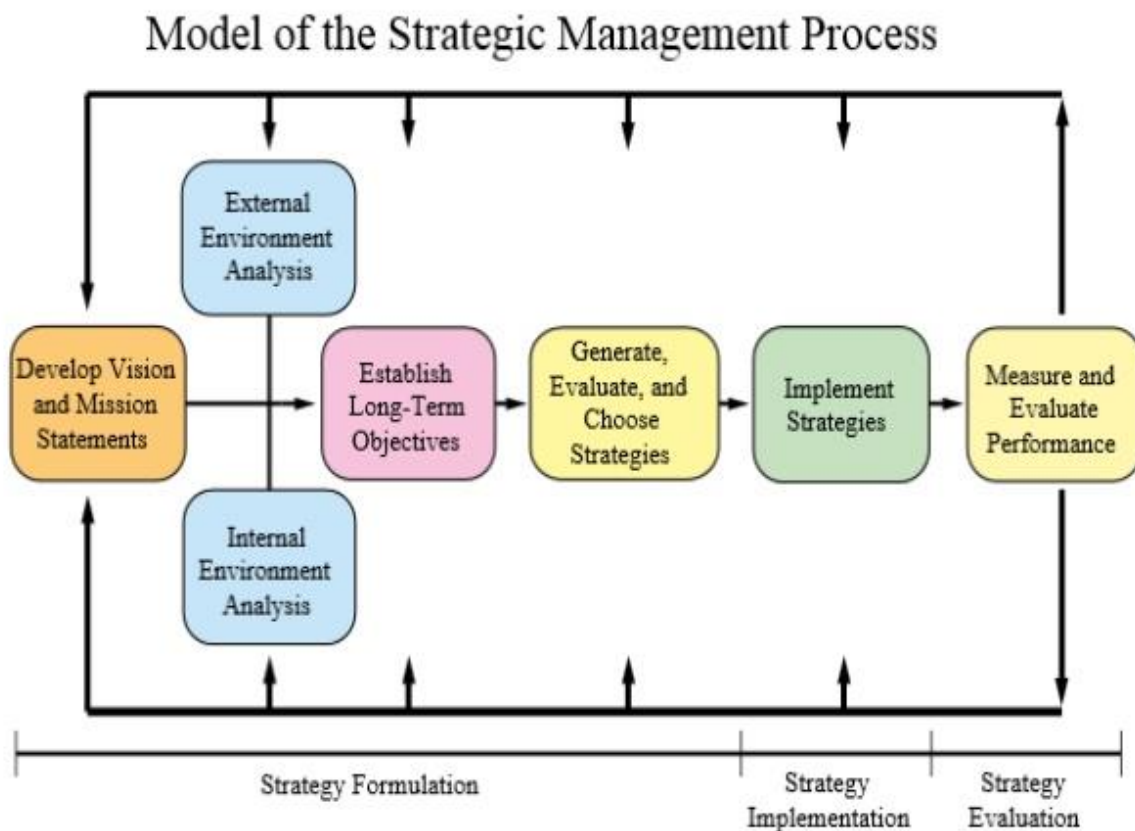 Model of the Strategic Management Process
External
Environment
Analysis
Develop Vision
and Mission
Statements
Establish
Long-Term
Objectives
Generate,
Evaluate, and
Choose
Strategies
Implement
Strategies
Measure and
Evaluate
Performance
Internal
Environment
Analysis
Strategy Formulation
Strategy
Implementation
Strategy
Evaluation